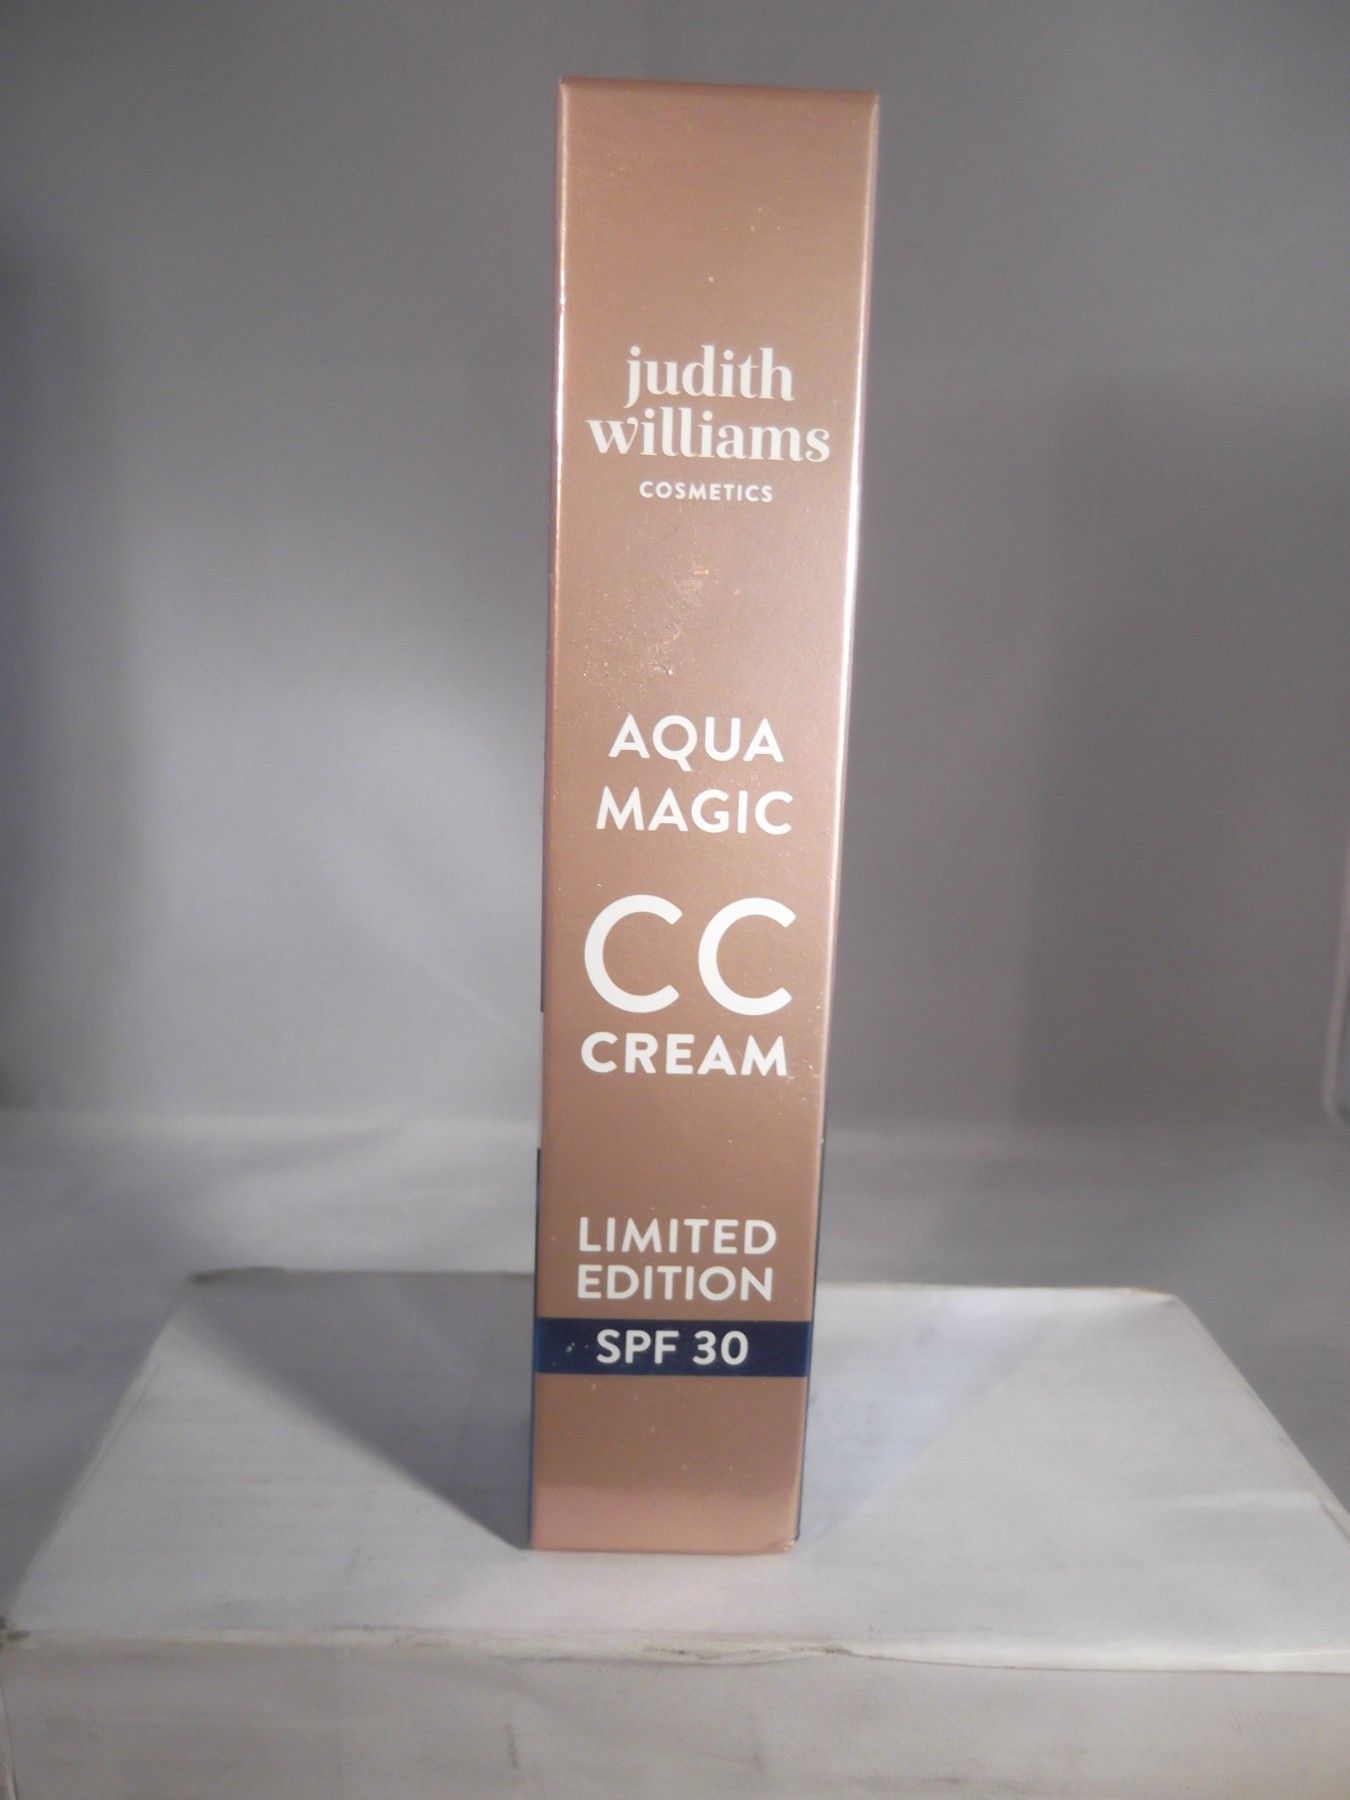 judith
williams
COSMETICS
AQUA
MAGIC
CC
CREAM
LIMITED
EDITION
SPF 30